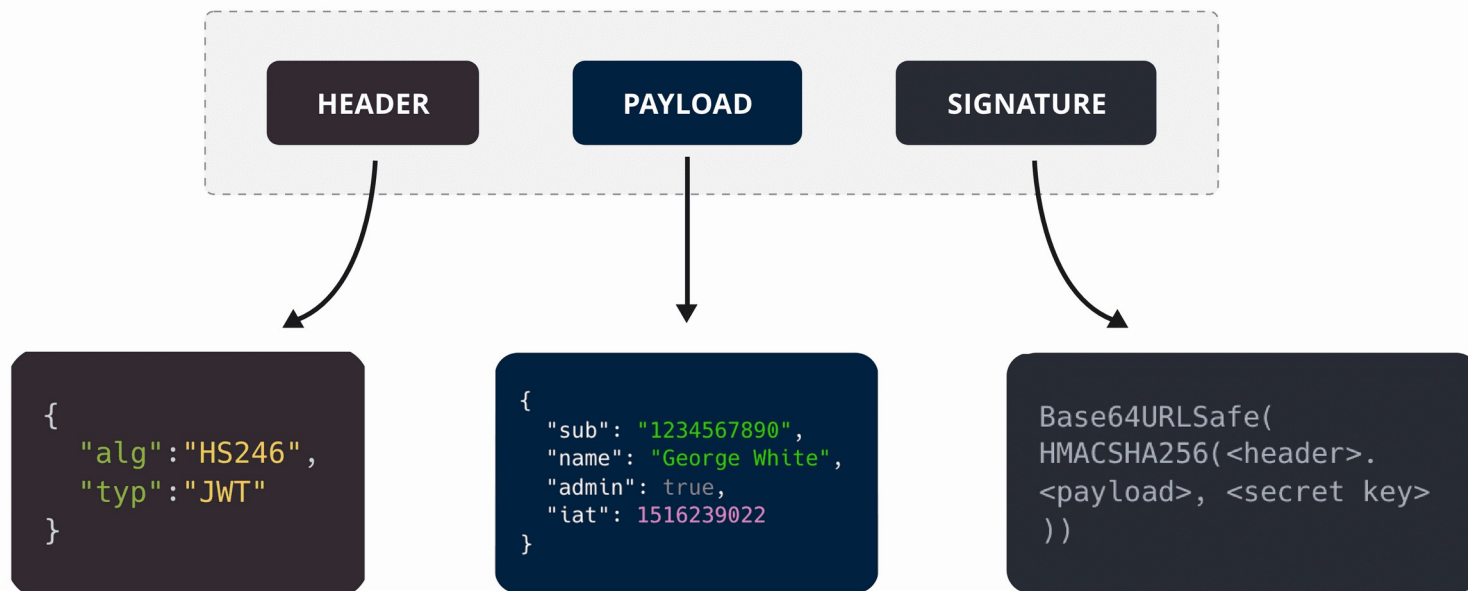 HEADER
PAYLOAD
SIGNATURE
{
"alg":"HS246",
"typ":"JWT"
}
{
"sub": "1234567890",
"name": "George White",
"admin": true,
"iat": 1516239022
}
Base64URLSafe(
HMACSHA256(<header>.
<payload>, <secret key>
))